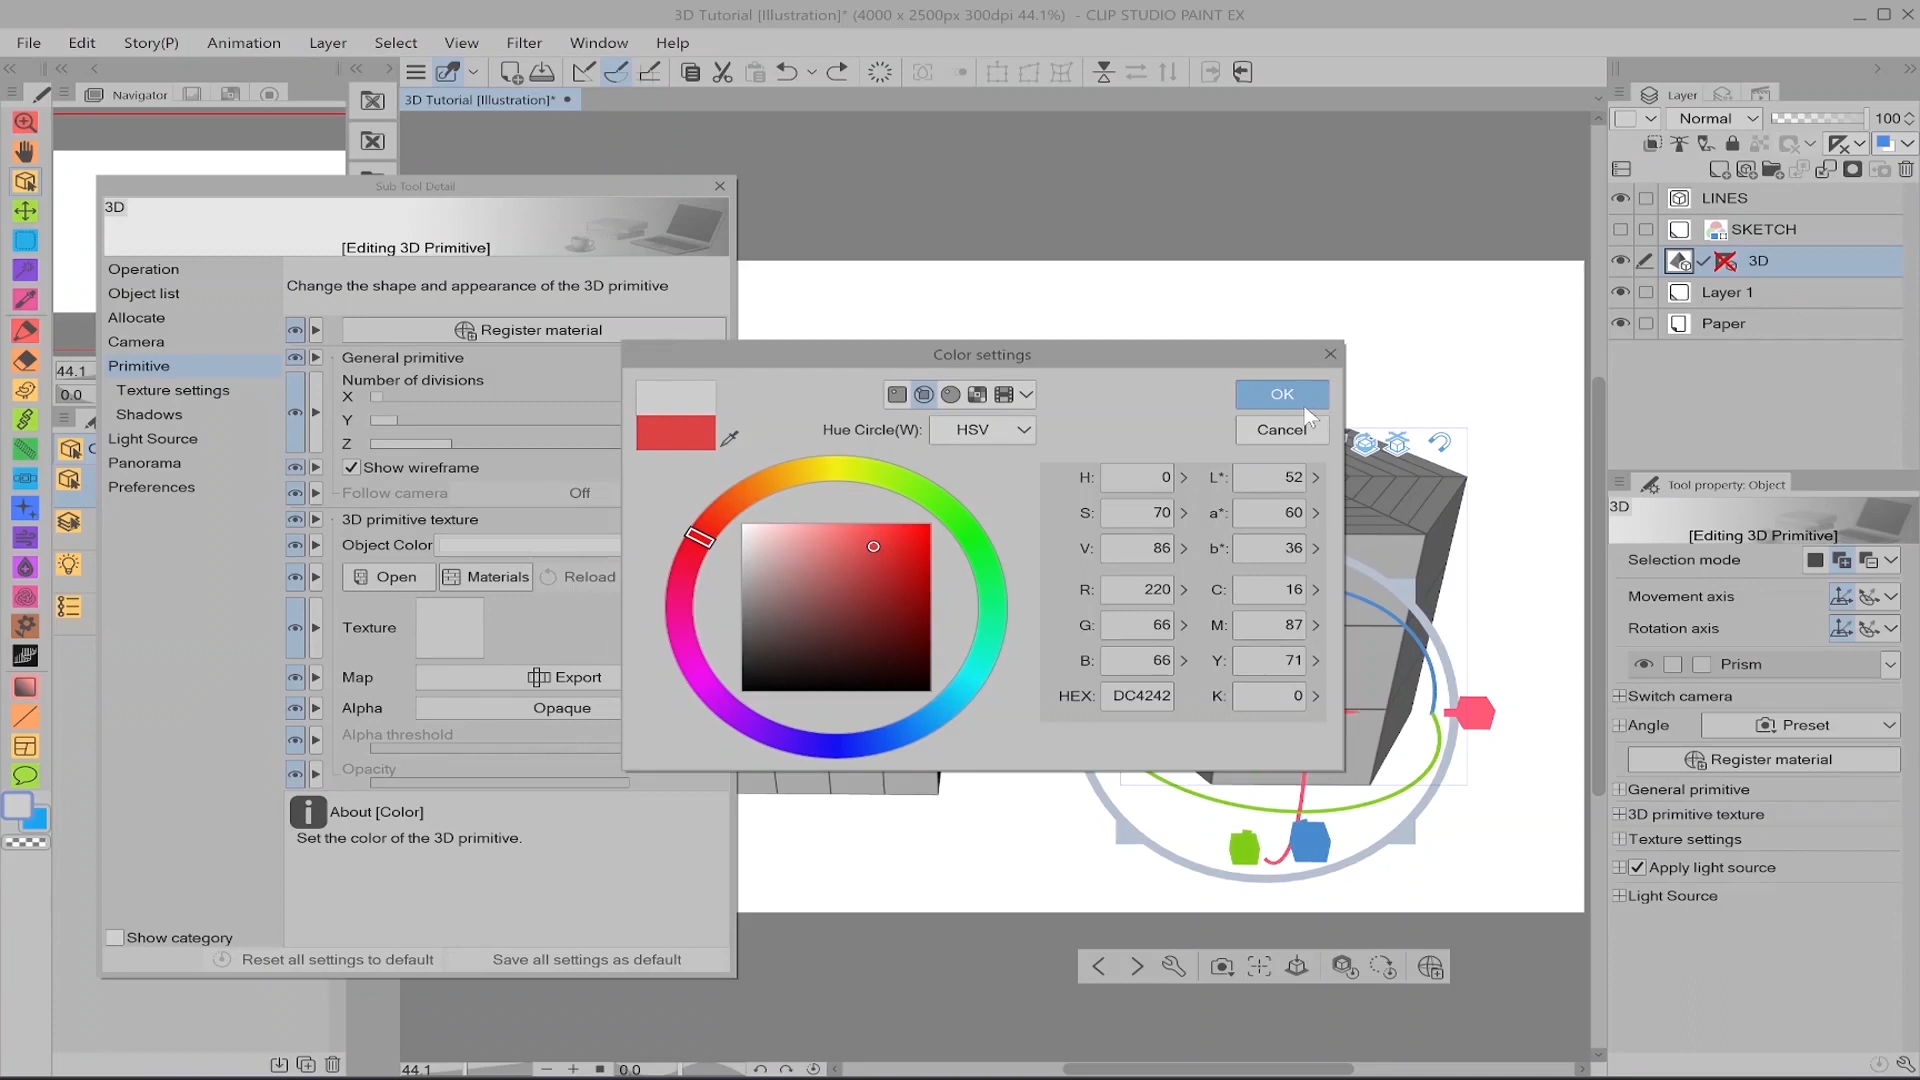 3D Tutorial [Illustration]* (4000 x 2500px 300dpi 44.1%) - CLIP STUDIO PAINT EX
File Edit Story(P) Animation Layer Select View Filter Window Help
Navigator
3D Tutorial [Illustration]*
Layer
Normal 100
LINES
SKETCH
3D
Layer 1
Paper
44.1
0.0
Sub Tool Detail
3D
[Editing 3D Primitive]
Operation
Object list
Allocate
Camera
Primitive
Texture settings
Shadows
Light Source
Panorama
Preferences
Change the shape and appearance of the 3D primitive
Register material
General primitive
Number of divisions
X
Y
Z
Show wireframe
Follow camera Off
3D primitive texture
Object Color
Open Materials Reload
Texture
Map Export
Alpha Opaque
Alpha threshold
Opacity
About [Color]
Set the color of the 3D primitive.
Show category
Reset all settings to default Save all settings as default
Color settings
OK
Hue Circle(W): HSV
Cancel
H: 0 L*: 52
S: 70 a*: 60
V: 86 b*: 36
R: 220 C: 16
G: 66 M: 87
B: 66 Y: 71
HEX: DC4242 K: 0
Tool property: Object
3D
[Editing 3D Primitive]
Selection mode
Movement axis
Rotation axis
Prism
Switch camera
Angle Preset
Register material
General primitive
3D primitive texture
Texture settings
Apply light source
Light Source
44.1 0.0